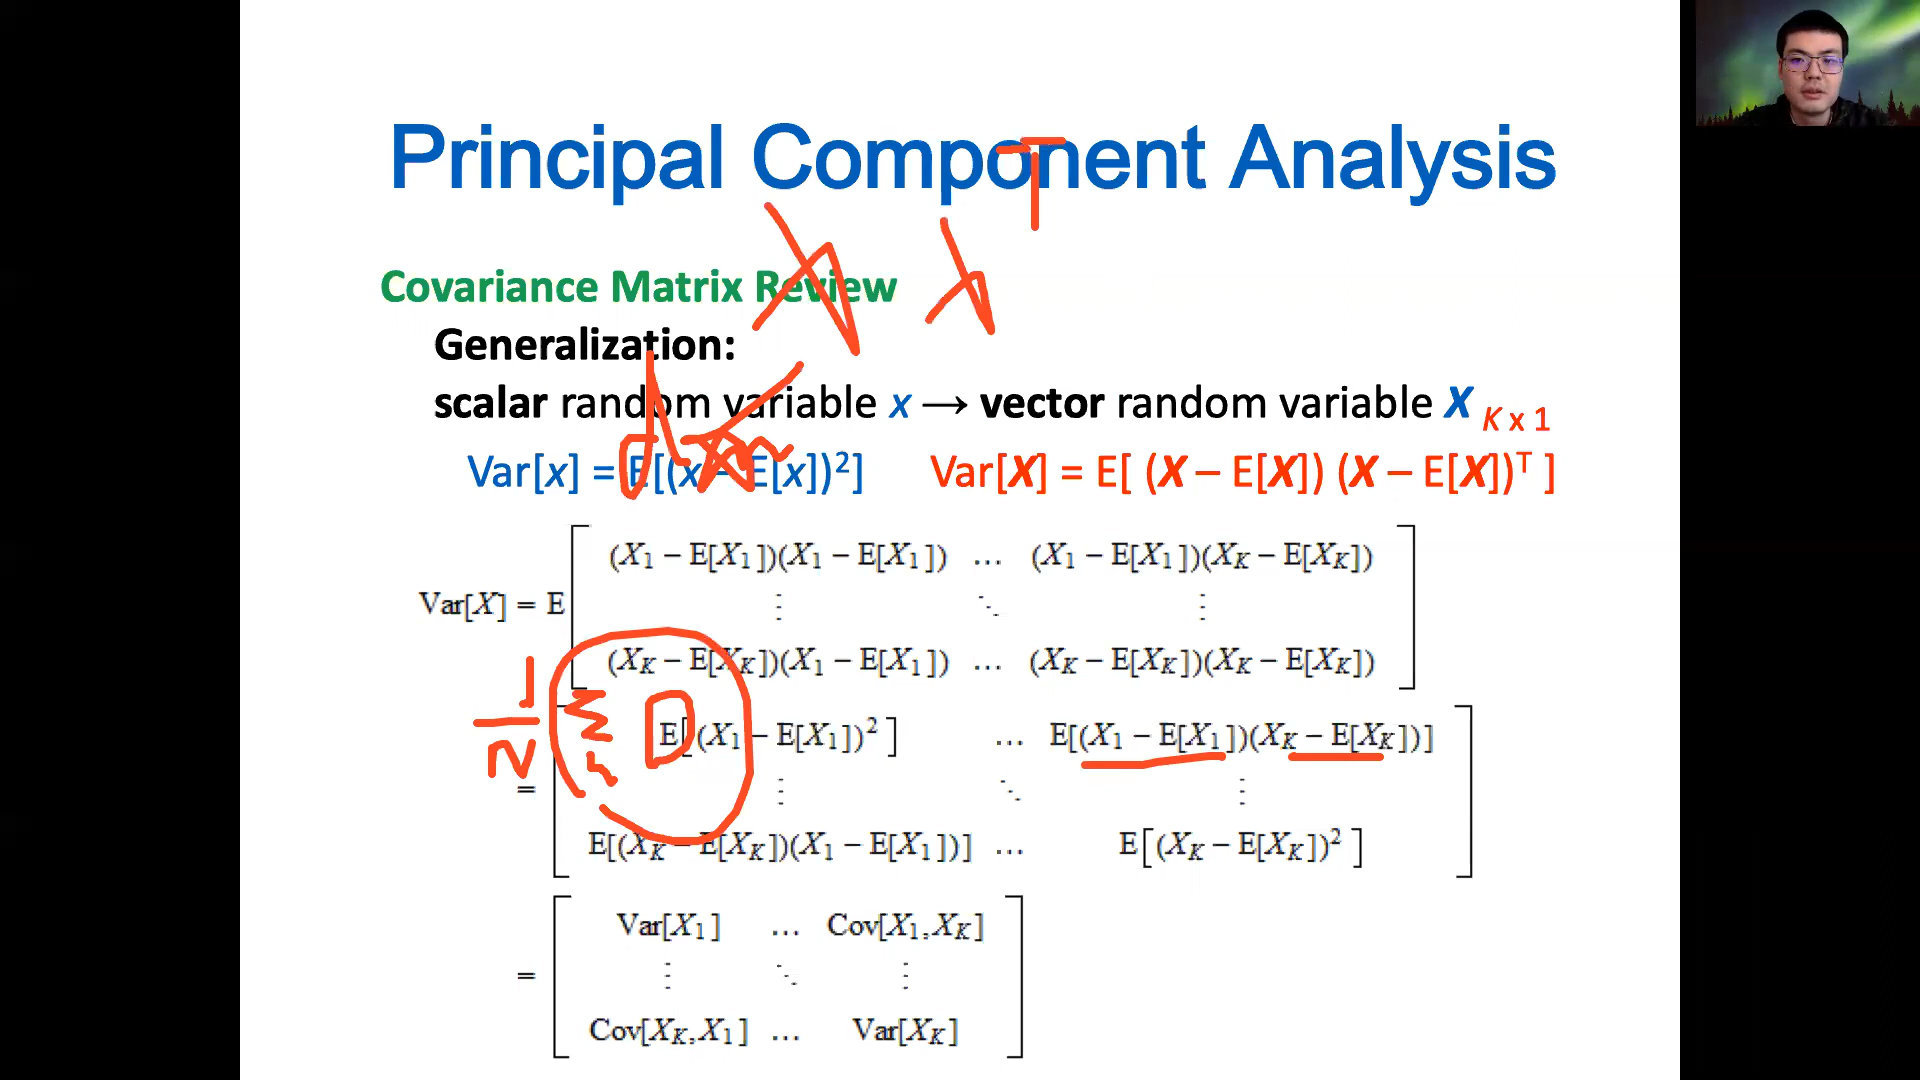 Principal Component Analysis
Covariance Matrix Review
Generalization:
scalar random variable x → vector random variable X K x 1
Var[x] = E[(x – E[x])²] Var[X] = E[ (X – E[X]) (X – E[X])ᵀ ]
(X₁ − E[X₁])(X₁ − E[X₁]) … (X₁ − E[X₁])(X_K − E[X_K])
Var[X] = E ⋮ ⋱ ⋮
(X_K − E[X_K])(X₁ − E[X₁]) … (X_K − E[X_K])(X_K − E[X_K])
E[(X₁ − E[X₁])²] … E[(X₁ − E[X₁])(X_K − E[X_K])]
= ⋮ ⋱ ⋮
E[(X_K − E[X_K])(X₁ − E[X₁])] … E[(X_K − E[X_K])²]
Var[X₁] … Cov[X₁,X_K]
= ⋮ ⋱ ⋮
Cov[X_K,X₁] … Var[X_K]
X X T
d x n
1
N
D